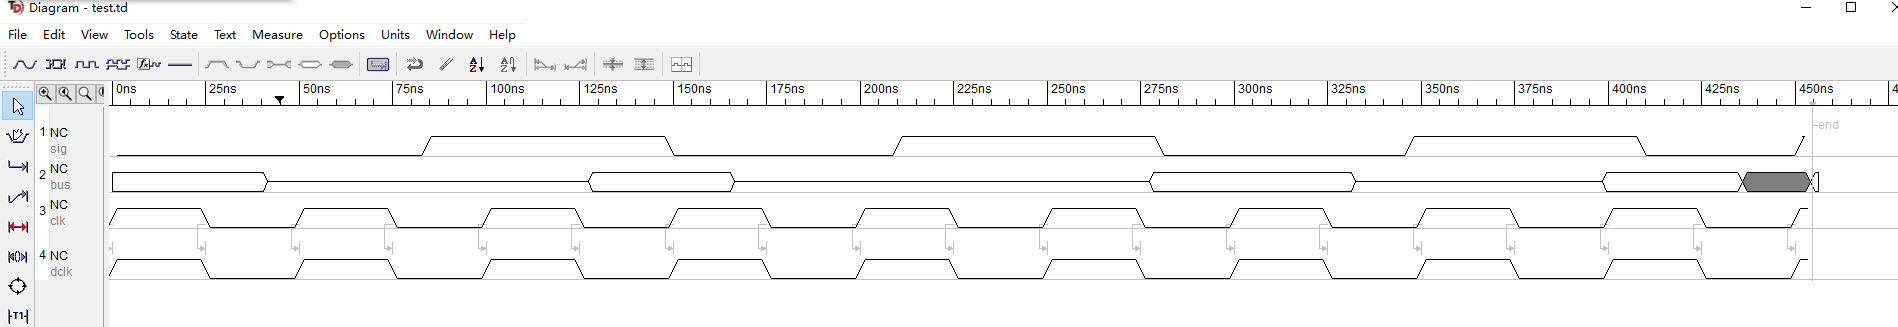 Diagram - test.td
File Edit View Tools State Text Measure Options Units Window Help
0ns 25ns 50ns 75ns 100ns 125ns 150ns 175ns 200ns 225ns 250ns 275ns 300ns 325ns 350ns 375ns 400ns 425ns 450ns 4
end
1 NC
sig
2 NC
bus
3 NC
clk
4 NC
dclk